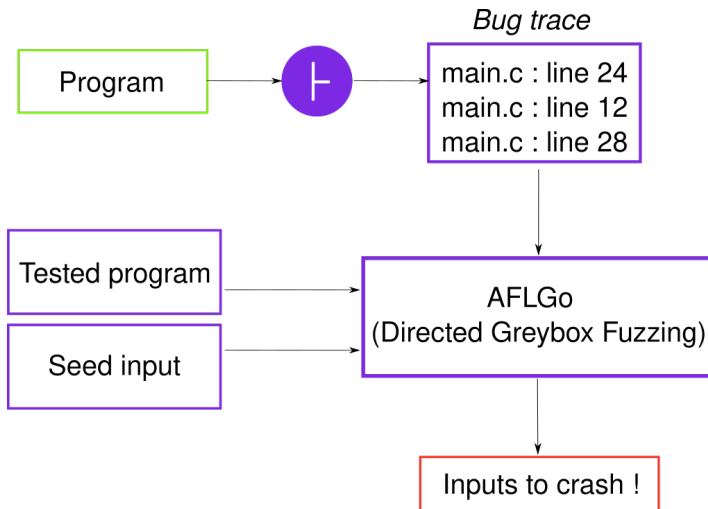 Bug trace
Program
⊢
main.c : line 24
main.c : line 12
main.c : line 28
Tested program
Seed input
AFLGo
(Directed Greybox Fuzzing)
Inputs to crash !